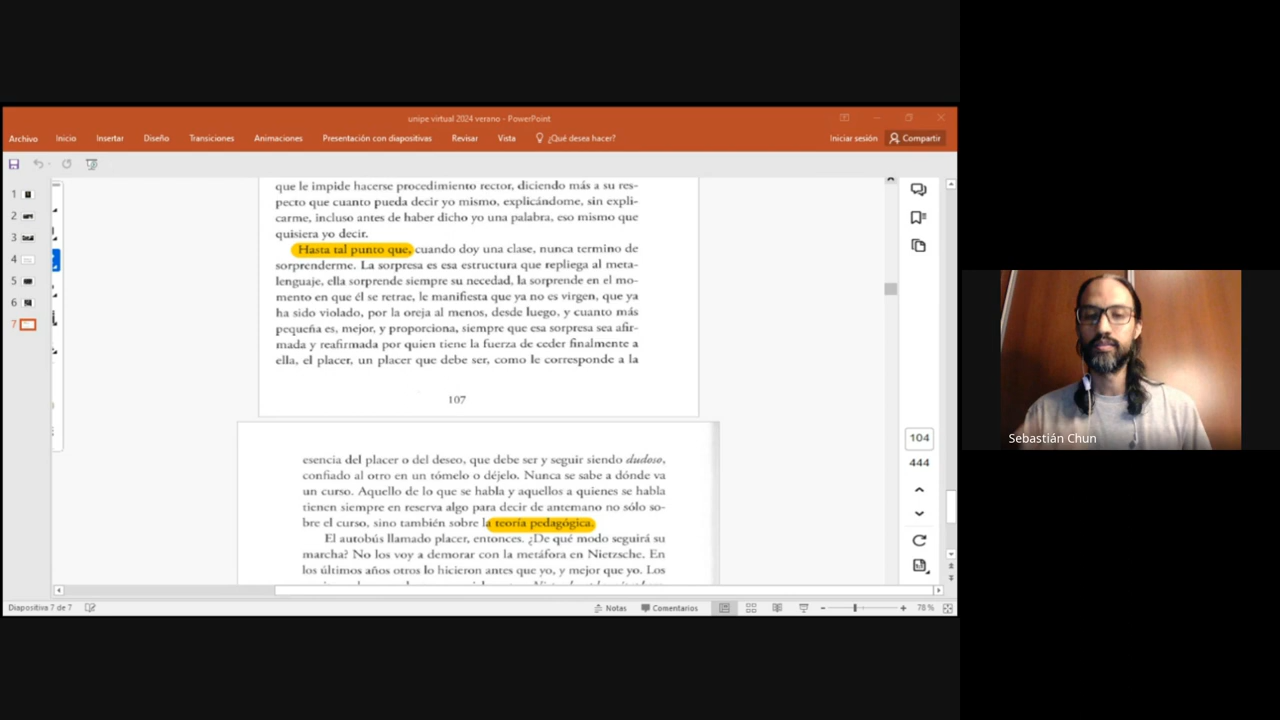 unipe virtual 2024 verano - PowerPoint
Archivo Inicio Insertar Diseño Transiciones Animaciones Presentación con diapositivas Revisar Vista ¿Qué desea hacer? Iniciar sesión Compartir
1
2
3
4
5
6
7
que le impide hacerse procedimiento rector, diciendo más a su res-
pecto que cuanto pueda decir yo mismo, explicándome, sin expli-
carme, incluso antes de haber dicho yo una palabra, eso mismo que
quisiera yo decir.
Hasta tal punto que, cuando doy una clase, nunca termino de
sorprenderme. La sorpresa es esa estructura que repliega al meta-
lenguaje, ella sorprende siempre su necedad, la sorprende en el mo-
mento en que él se retrae, le manifiesta que ya no es virgen, que ya
ha sido violado, por la oreja al menos, desde luego, y cuanto más
pequeña es, mejor, y proporciona, siempre que esa sorpresa sea afir-
mada y reafirmada por quien tiene la fuerza de ceder finalmente a
ella, el placer, un placer que debe ser, como le corresponde a la
107
esencia del placer o del deseo, que debe ser y seguir siendo dudoso,
confiado al otro en un tómelo o déjelo. Nunca se sabe a dónde va
un curso. Aquello de lo que se habla y aquellos a quienes se habla
tienen siempre en reserva algo para decir de antemano no sólo so-
bre el curso, sino también sobre la teoría pedagógica.
El autobús llamado placer, entonces. ¿De qué modo seguirá su
marcha? No los voy a demorar con la metáfora en Nietzsche. En
los últimos años otros lo hicieron antes que yo, y mejor que yo. Los
104
444
Diapositiva 7 de 7 Notas Comentarios 78 %
Sebastián Chun